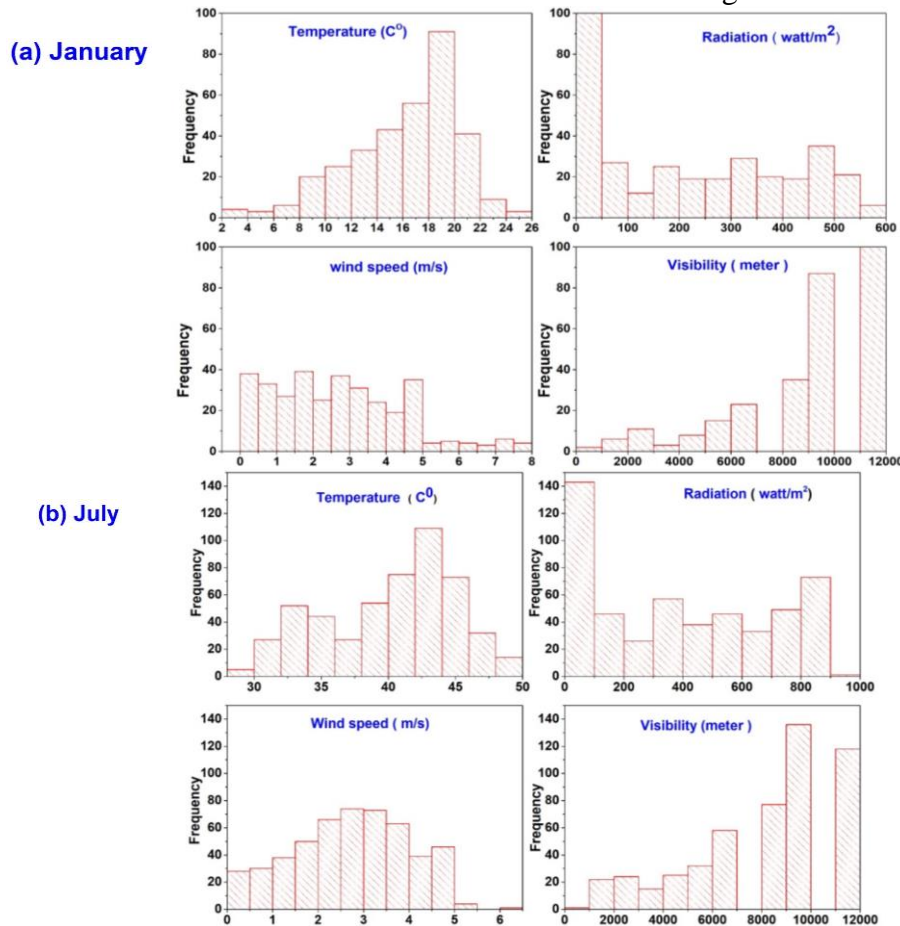 (a) January
Temperature (C⁰)
Frequency
100
80
60
40
20
0
2 4 6 8 10 12 14 16 18 20 22 24 26
Radiation ( watt/m²)
Frequency
100
80
60
40
20
0
0 100 200 300 400 500 600
wind speed (m/s)
Frequency
100
80
60
40
20
0
0 1 2 3 4 5 6 7 8
Visibility ( meter )
Frequency
100
80
60
40
20
0
0 2000 4000 6000 8000 10000 12000
(b) July
Temperature ( C⁰)
Frequency
140
120
100
80
60
40
20
0
30 35 40 45 50
Radiation ( watt/m²)
Frequency
140
120
100
80
60
40
20
0
0 200 400 600 800 1000
Wind speed ( m/s)
Frequency
140
120
100
80
60
40
20
0
0 1 2 3 4 5 6
Visibility (meter )
Frequency
140
120
100
80
60
40
20
0
0 2000 4000 6000 8000 10000 12000